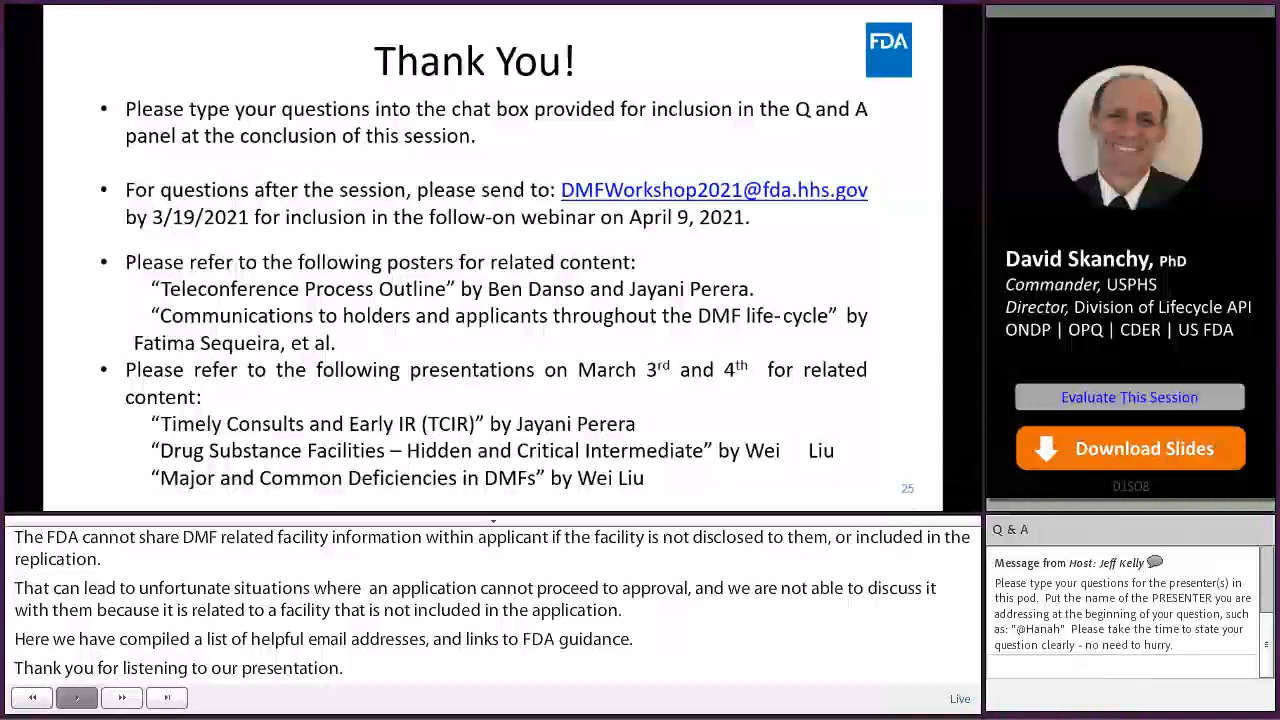 Thank You!
FDA
• Please type your questions into the chat box provided for inclusion in the Q and A
panel at the conclusion of this session.
• For questions after the session, please send to: DMFWorkshop2021@fda.hhs.gov
by 3/19/2021 for inclusion in the follow-on webinar on April 9, 2021.
• Please refer to the following posters for related content:
“Teleconference Process Outline” by Ben Danso and Jayani Perera.
“Communications to holders and applicants throughout the DMF life-cycle” by
Fatima Sequeira, et al.
• Please refer to the following presentations on March 3rd and 4th for related
content:
“Timely Consults and Early IR (TCIR)” by Jayani Perera
“Drug Substance Facilities – Hidden and Critical Intermediate” by Wei Liu
“Major and Common Deficiencies in DMFs” by Wei Liu
25
David Skanchy, PhD
Commander, USPHS
Director, Division of Lifecycle API
ONDP | OPQ | CDER | US FDA
Evaluate This Session
Download Slides
D1S08
The FDA cannot share DMF related facility information within applicant if the facility is not disclosed to them, or included in the
replication.
That can lead to unfortunate situations where an application cannot proceed to approval, and we are not able to discuss it
with them because it is related to a facility that is not included in the application.
Here we have compiled a list of helpful email addresses, and links to FDA guidance.
Thank you for listening to our presentation.
Live
Q & A
Message from Host: Jeff Kelly
Please type your questions for the presenter(s) in
this pod. Put the name of the PRESENTER you are
addressing at the beginning of your question, such
as: "@Hanah" Please take the time to state your
question clearly - no need to hurry.